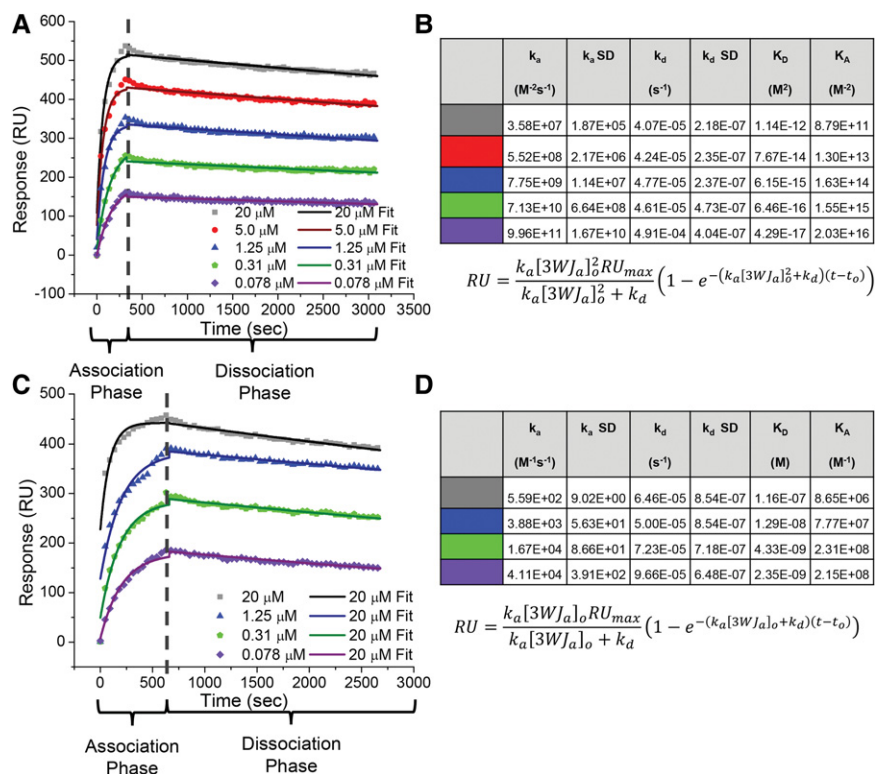 A
600
500
400
300
200
100
0
-100
Response (RU)
20 μM 20 μM Fit
5.0 μM 5.0 μM Fit
1.25 μM 1.25 μM Fit
0.31 μM 0.31 μM Fit
0.078 μM 0.078 μM Fit
0 500 1000 1500 2000 2500 3000 3500
Time (sec)
Association Phase
Dissociation Phase
B
ka ka SD kd kd SD KD KA
(M-2s-1) (s-1) (M2) (M-2)
3.58E+07 1.87E+05 4.07E-05 2.18E-07 1.14E-12 8.79E+11
5.52E+08 2.17E+06 4.24E-05 2.35E-07 7.67E-14 1.30E+13
7.75E+09 1.14E+07 4.77E-05 2.37E-07 6.15E-15 1.63E+14
7.13E+10 6.64E+08 4.61E-05 4.73E-07 6.46E-16 1.55E+15
9.96E+11 1.67E+10 4.91E-04 4.04E-07 4.29E-17 2.03E+16
RU = ka[3WJa]o²RUmax / ka[3WJa]o² + kd (1 − e−(ka[3WJa]o²+kd)(t−to))
C
500
400
300
200
100
0
Response (RU)
20 μM 20 μM Fit
1.25 μM 20 μM Fit
0.31 μM 20 μM Fit
0.078 μM 20 μM Fit
0 500 1000 1500 2000 2500 3000
Time (sec)
Association Phase
Dissociation Phase
D
ka ka SD kd kd SD KD KA
(M-1s-1) (s-1) (M) (M-1)
5.59E+02 9.02E+00 6.46E-05 8.54E-07 1.16E-07 8.65E+06
3.88E+03 5.63E+01 5.00E-05 8.54E-07 1.29E-08 7.77E+07
1.67E+04 8.66E+01 7.23E-05 7.18E-07 4.33E-09 2.31E+08
4.11E+04 3.91E+02 9.66E-05 6.48E-07 2.35E-09 2.15E+08
RU = ka[3WJa]oRUmax / ka[3WJa]o + kd (1 − e−(ka[3WJa]o+kd)(t−to))